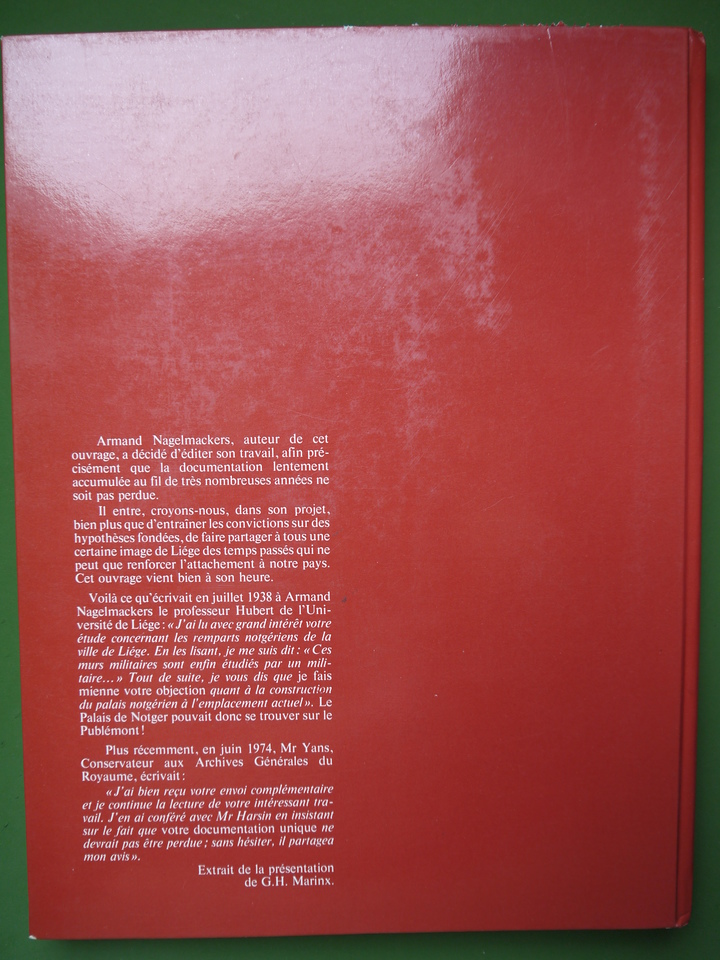 Armand Nagelmackers, auteur de cet
ouvrage, a décidé d'éditer son travail, afin pré-
cisément que la documentation lentement
accumulée au fil de très nombreuses années ne
soit pas perdue.
Il entre, croyons-nous, dans son projet,
bien plus que d'entraîner les convictions sur des
hypothèses fondées, de faire partager à tous une
certaine image de Liége des temps passés qui ne
peut que renforcer l'attachement à notre pays.
Cet ouvrage vient bien à son heure.
Voilà ce qu'écrivait en juillet 1938 à Armand
Nagelmackers le professeur Hubert de l'Uni-
versité de Liége : « J'ai lu avec grand intérêt votre
étude concernant les remparts notgériens de la
ville de Liége. En les lisant, je me suis dit : « Ces
murs militaires sont enfin étudiés par un mili-
taire... » Tout de suite, je vous dis que je fais
mienne votre objection quant à la construction
du palais notgérien à l'emplacement actuel ». Le
Palais de Notger pouvait donc se trouver sur le
Publémont !
Plus récemment, en juin 1974, Mr Yans,
Conservateur aux Archives Générales du
Royaume, écrivait :
« J'ai bien reçu votre envoi complémentaire
et je continue la lecture de votre intéressant tra-
vail. J'en ai conféré avec Mr Harsin en insistant
sur le fait que votre documentation unique ne
devrait pas être perdue ; sans hésiter, il partagea
mon avis ».
Extrait de la présentation
de G.H. Marinx.